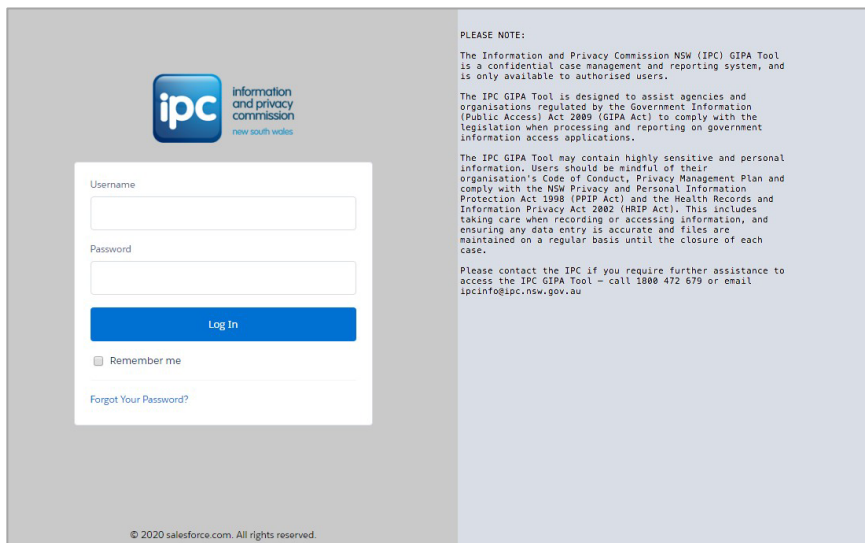 ipc
information
and privacy
commission
new south wales
Username
Password
Log In
Remember me
Forgot Your Password?
© 2020 salesforce.com. All rights reserved.
PLEASE NOTE:
The Information and Privacy Commission NSW (IPC) GIPA Tool
is a confidential case management and reporting system, and
is only available to authorised users.
The IPC GIPA Tool is designed to assist agencies and
organisations regulated by the Government Information
(Public Access) Act 2009 (GIPA Act) to comply with the
legislation when processing and reporting on government
information access applications.
The IPC GIPA Tool may contain highly sensitive and personal
information. Users should be mindful of their
organisation's Code of Conduct, Privacy Management Plan and
comply with the NSW Privacy and Personal Information
Protection Act 1998 (PPIP Act) and the Health Records and
Information Privacy Act 2002 (HRIP Act). This includes
taking care when recording or accessing information, and
ensuring any data entry is accurate and files are
maintained on a regular basis until the closure of each
case.
Please contact the IPC if you require further assistance to
access the IPC GIPA Tool – call 1800 472 679 or email
ipcinfo@ipc.nsw.gov.au